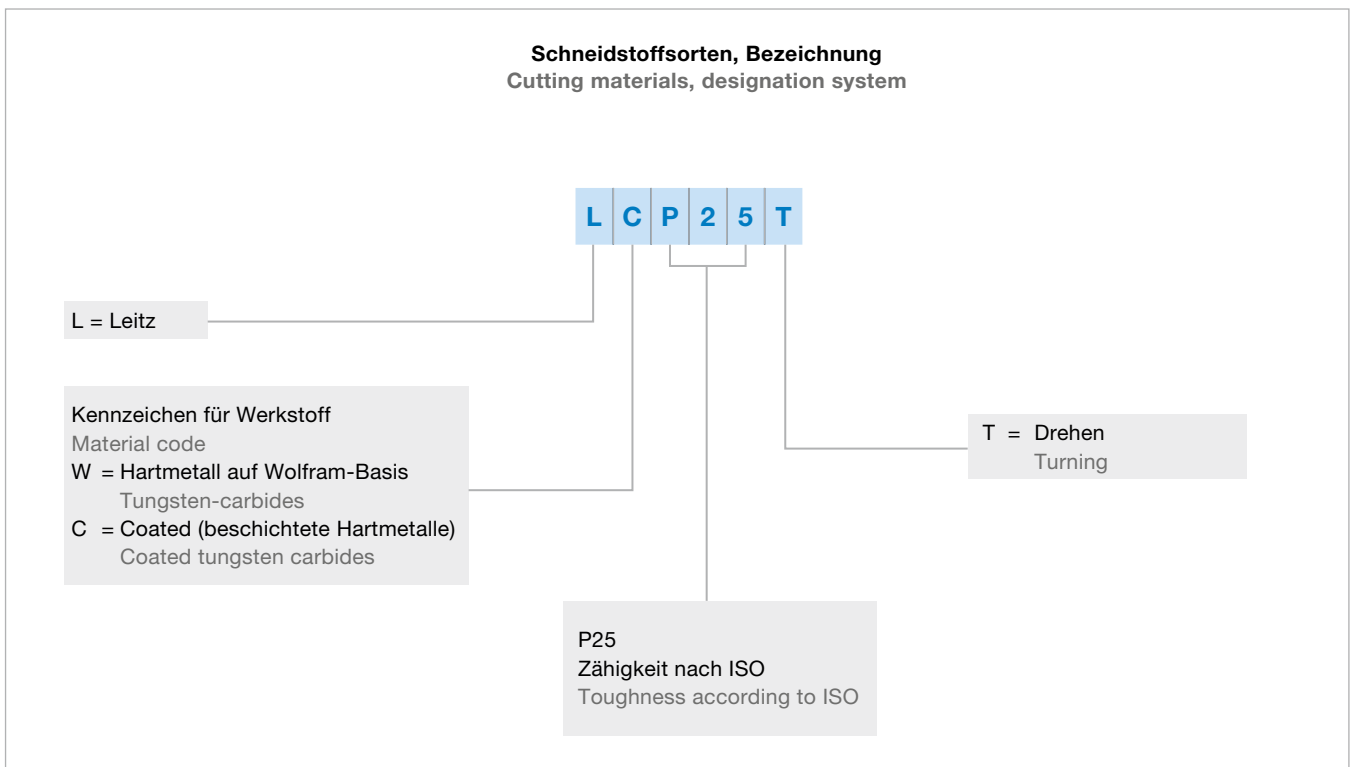 Schneidstoffsorten, Bezeichnung
Cutting materials, designation system
L C P 2 5 T
L = Leitz
Kennzeichen für Werkstoff
Material code
W = Hartmetall auf Wolfram-Basis
Tungsten-carbides
C = Coated (beschichtete Hartmetalle)
Coated tungsten carbides
T = Drehen
Turning
P25
Zähigkeit nach ISO
Toughness according to ISO